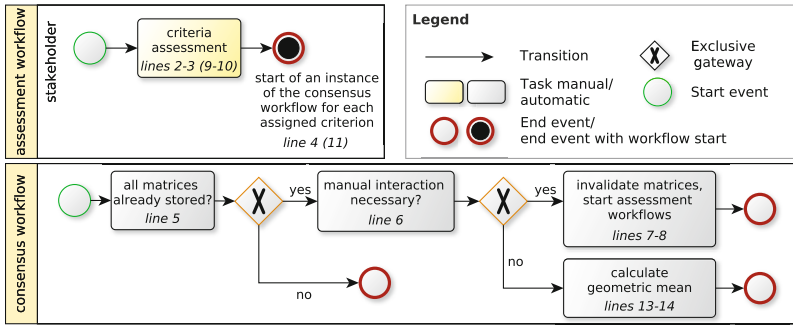 assessment workflow
stakeholder
criteria
assessment
lines 2-3 (9-10)
start of an instance
of the consensus
workflow for each
assigned criterion
line 4 (11)
Legend
Transition
Exclusive
gateway
Task manual/
automatic
Start event
End event/
end event with workflow start
consensus workflow
all matrices
already stored?
line 5
yes
no
manual interaction
necessary?
line 6
yes
no
invalidate matrices,
start assessment
workflows
lines 7-8
calculate
geometric mean
lines 13-14